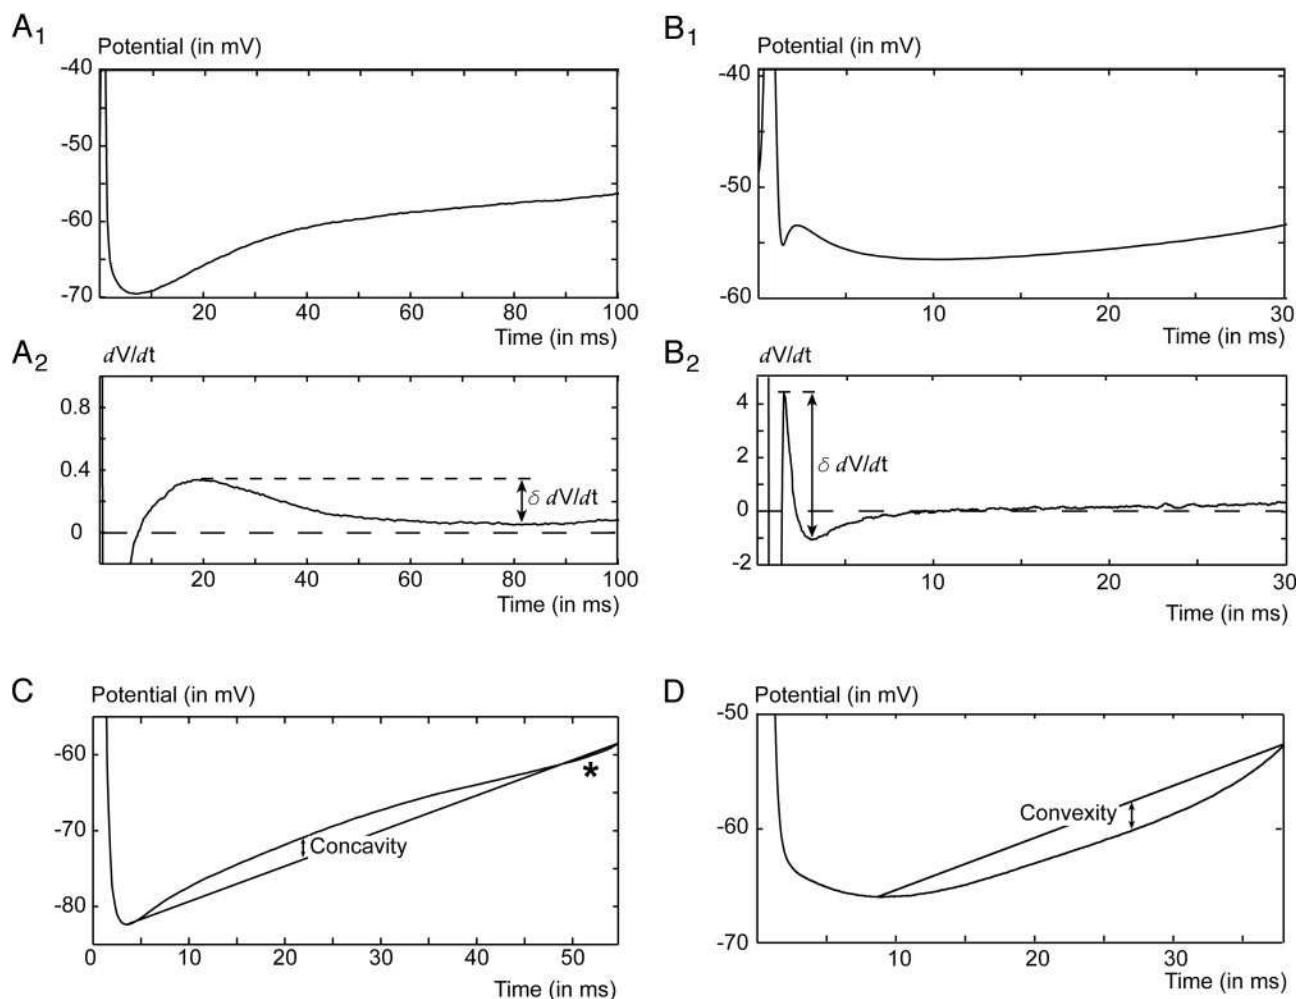 A1
Potential (in mV)
-40
-50
-60
-70
20
40
60
80
100
Time (in ms)
B1
Potential (in mV)
-40
-50
-60
10
20
30
Time (in ms)
A2
dV/dt
0.8
0.4
0
δ dV/dt
20
40
60
80
100
Time (in ms)
B2
dV/dt
4
2
0
-2
δ dV/dt
10
20
30
Time (in ms)
C
Potential (in mV)
-60
-70
-80
Concavity
*
0
10
20
30
40
50
Time (in ms)
D
Potential (in mV)
-50
-60
-70
Convexity
10
20
30
Time (in ms)